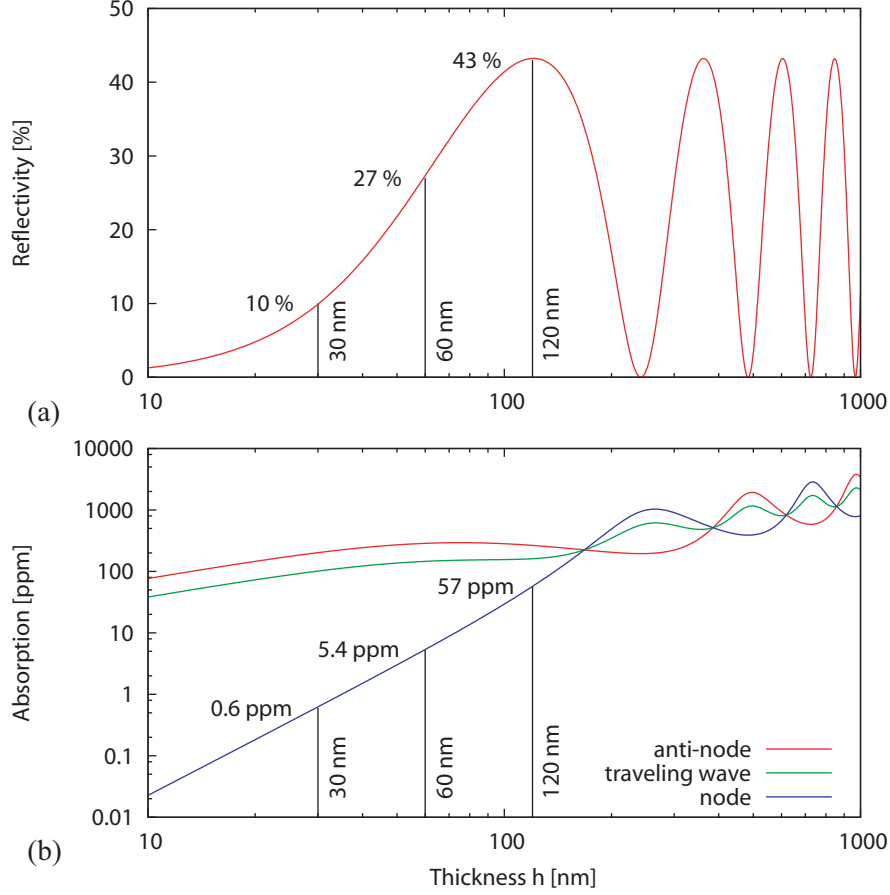 50
40
30
20
10
0
Reflectivity [%]
43 %
27 %
10 %
30 nm
60 nm
120 nm
10
100
1000
(a)
10000
1000
100
10
1
0.1
0.01
Absorption [ppm]
57 ppm
5.4 ppm
0.6 ppm
30 nm
60 nm
120 nm
anti-node
traveling wave
node
10
100
1000
(b)
Thickness h [nm]